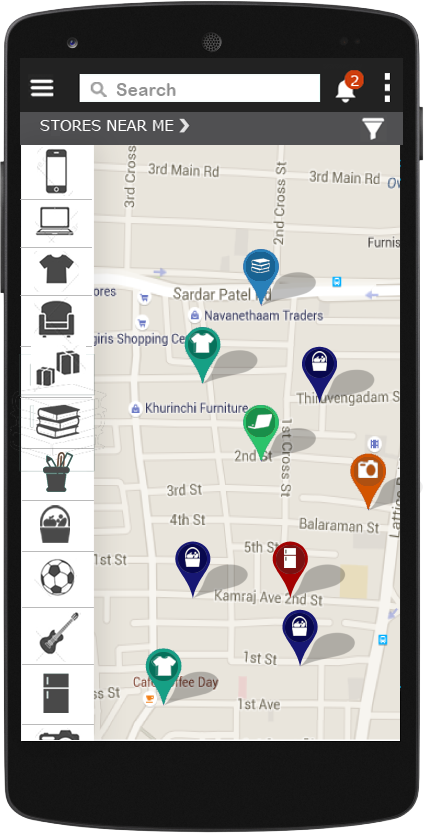 2
Search
STORES NEAR ME
3rd Cross
2nd Cross St
3rd Main Rd
3rd Main Rd
Furnis
ores
Sardar Patel Rd
Navanethaam Traders
giris Shopping Ce
Thiruvengadam S
Khurinchi Furniture
1st Cross St
2nd St
3rd St
4th St
Balaraman St
Lattice
5th St
1st St
Kamraj Ave 2nd St
1st St
Cafe Coffee Day
ss St
1st Ave